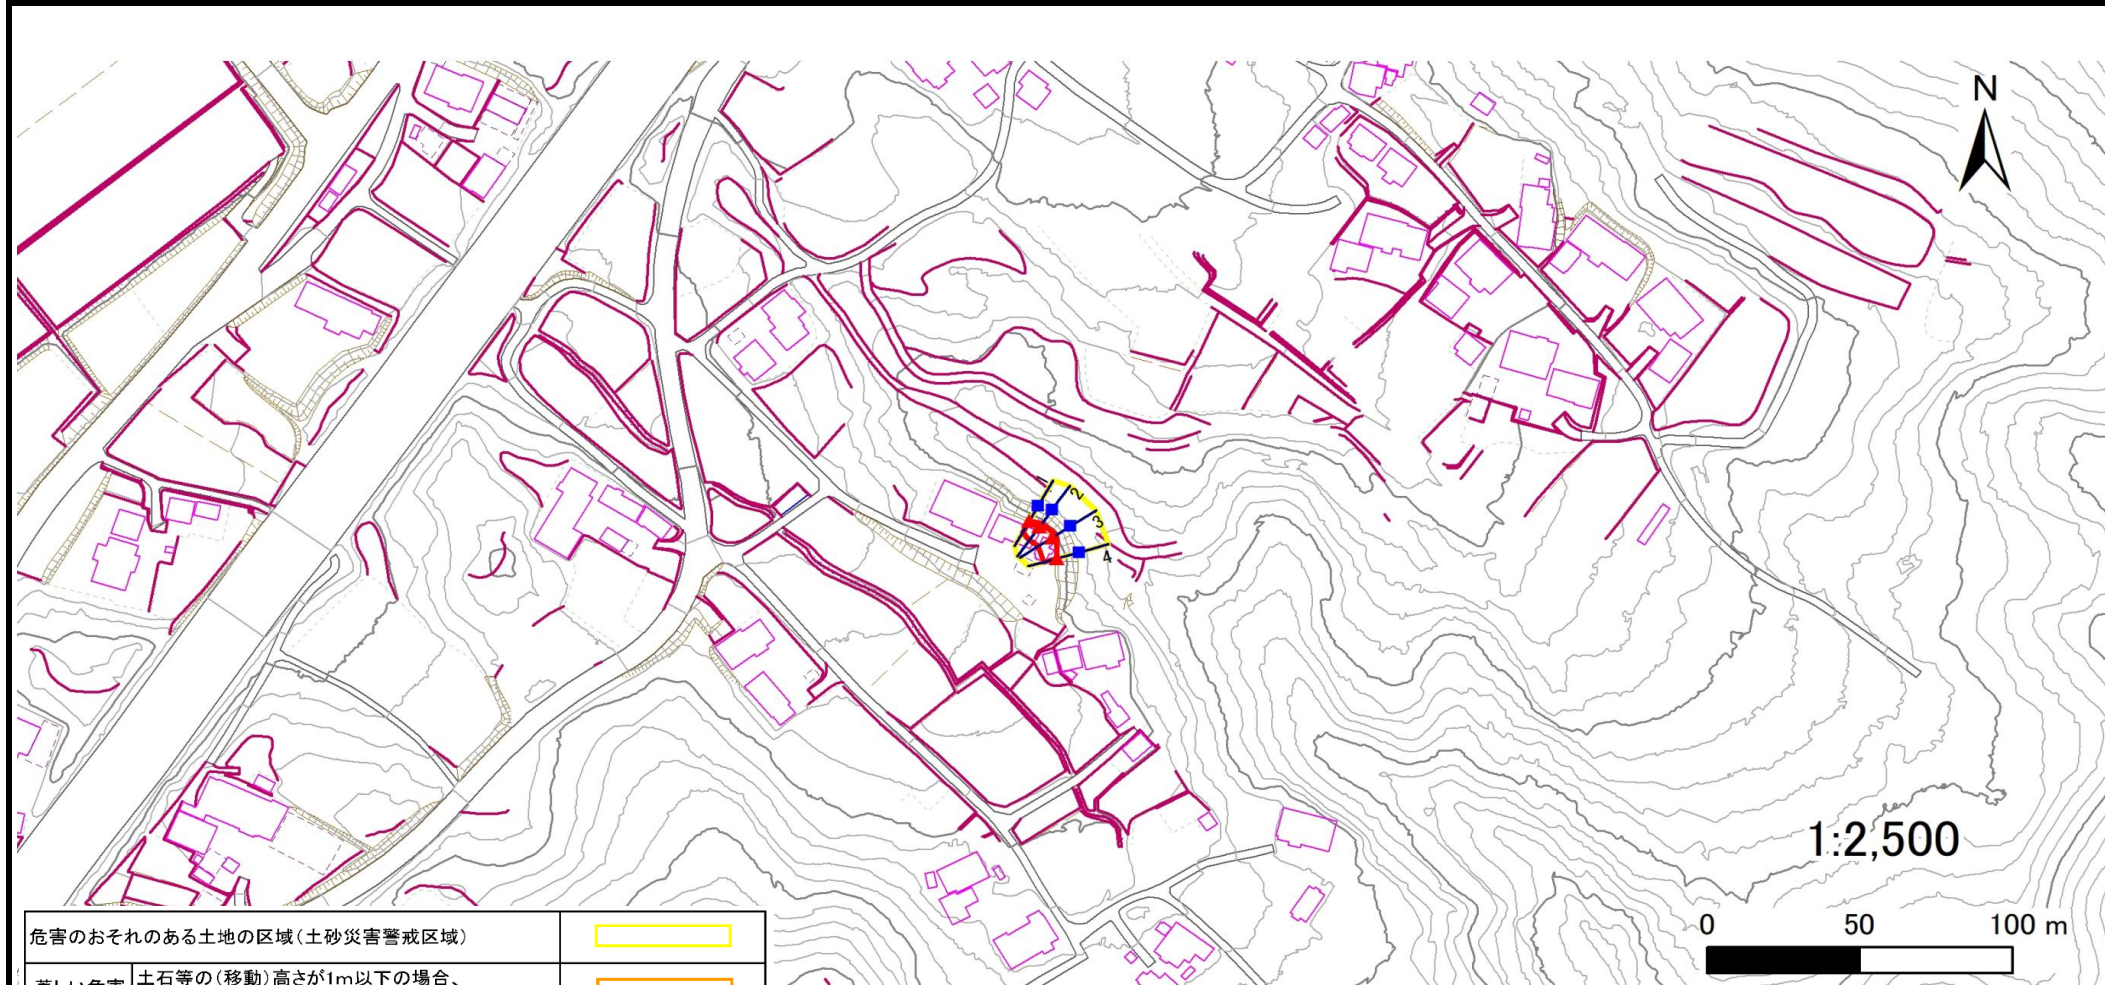 N
1
2
3
4
1:2,500
0 50 100 m
危害のおそれのある土地の区域(土砂災害警戒区域)
土石等の(移動)高さが1m以下の場合、
著しい危害